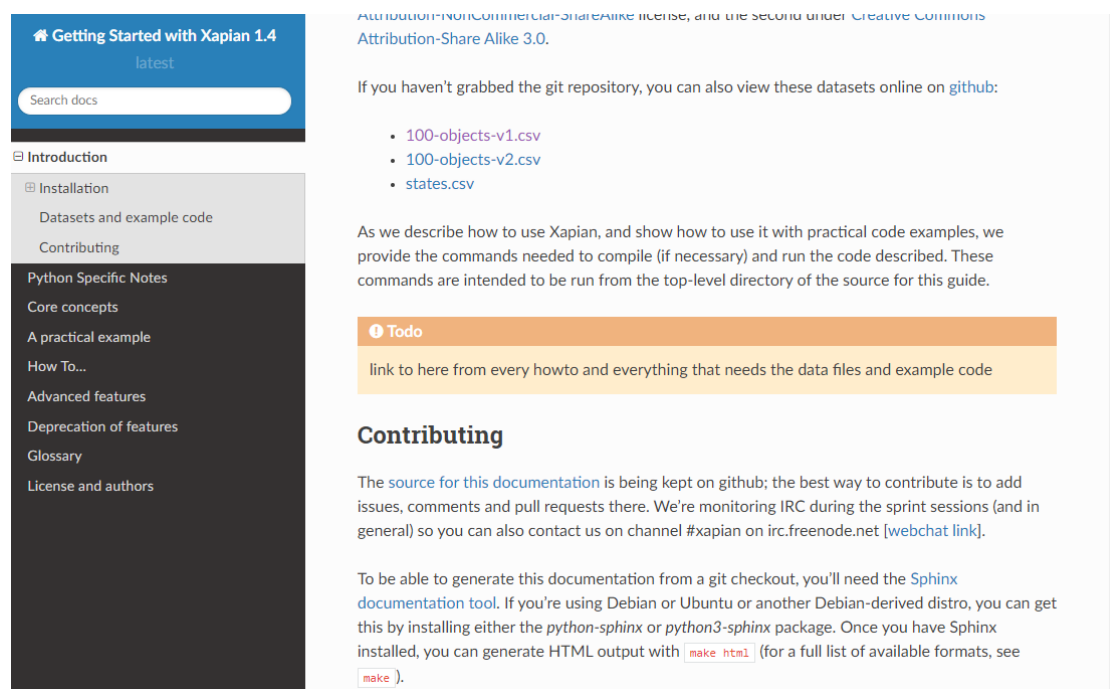 Getting Started with Xapian 1.4
latest
Search docs
Introduction
Installation
Datasets and example code
Contributing
Python Specific Notes
Core concepts
A practical example
How To...
Advanced features
Deprecation of features
Glossary
License and authors
Attribution-NonCommercial-ShareAlike license, and the second under Creative Commons
Attribution-Share Alike 3.0.
If you haven’t grabbed the git repository, you can also view these datasets online on github:
• 100-objects-v1.csv
• 100-objects-v2.csv
• states.csv
As we describe how to use Xapian, and show how to use it with practical code examples, we
provide the commands needed to compile (if necessary) and run the code described. These
commands are intended to be run from the top-level directory of the source for this guide.
Todo
link to here from every howto and everything that needs the data files and example code
Contributing
The source for this documentation is being kept on github; the best way to contribute is to add
issues, comments and pull requests there. We’re monitoring IRC during the sprint sessions (and in
general) so you can also contact us on channel #xapian on irc.freenode.net [webchat link].
To be able to generate this documentation from a git checkout, you’ll need the Sphinx
documentation tool. If you’re using Debian or Ubuntu or another Debian-derived distro, you can get
this by installing either the python-sphinx or python3-sphinx package. Once you have Sphinx
installed, you can generate HTML output with make html (for a full list of available formats, see
make ).